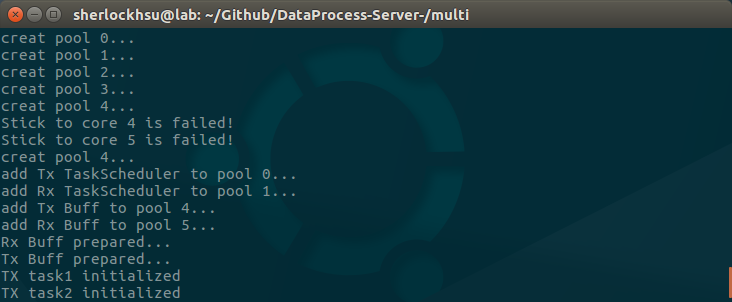 sherlockhsu@lab: ~/Github/DataProcess-Server-/multi
creat pool 0...
creat pool 1...
creat pool 2...
creat pool 3...
creat pool 4...
Stick to core 4 is failed!
Stick to core 5 is failed!
creat pool 4...
add Tx TaskScheduler to pool 0...
add Rx TaskScheduler to pool 1...
add Tx Buff to pool 4...
add Rx Buff to pool 5...
Rx Buff prepared...
Tx Buff prepared...
TX task1 initialized
TX task2 initialized